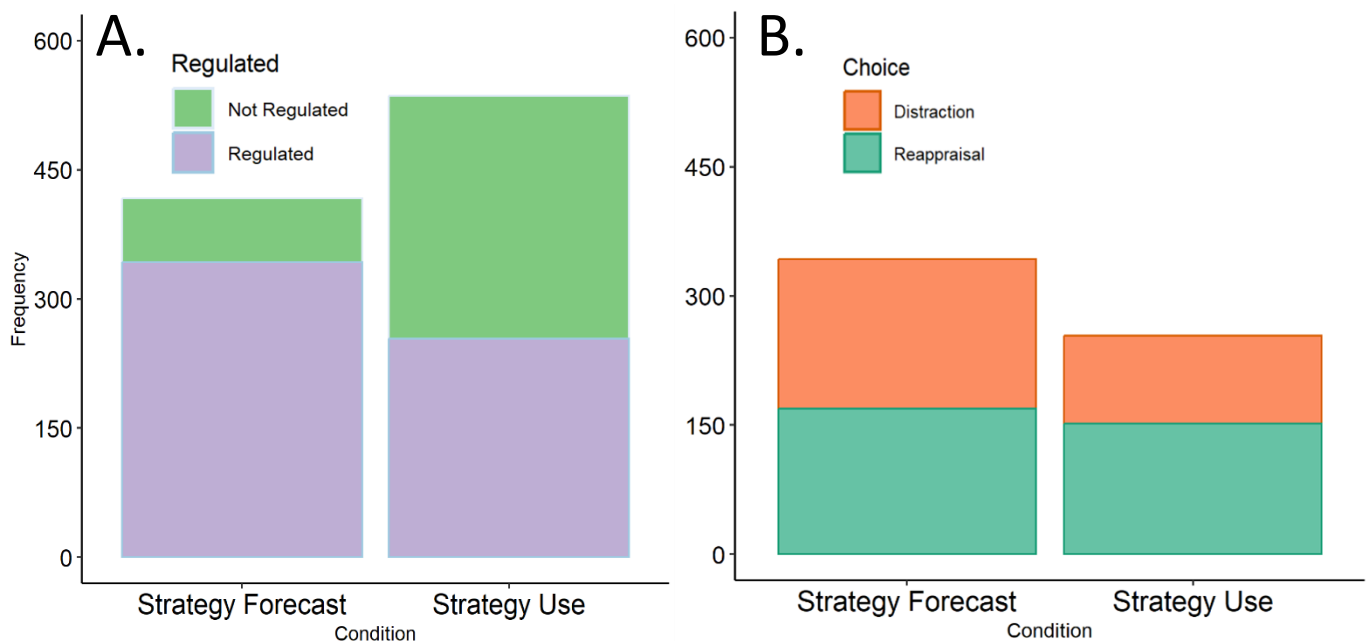 A.
Regulated
Not Regulated
Regulated
600
450
300
150
0
Frequency
Strategy Forecast
Strategy Use
Condition
B.
Choice
Distraction
Reappraisal
600
450
300
150
0
Strategy Forecast
Strategy Use
Condition